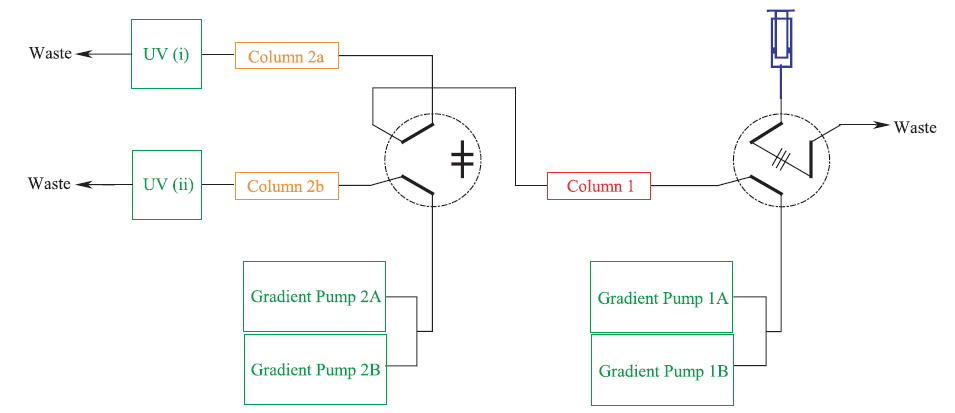 Waste
UV (i)
Column 2a
Waste
Waste
UV (ii)
Column 2b
Column 1
Gradient Pump 2A
Gradient Pump 1A
Gradient Pump 2B
Gradient Pump 1B